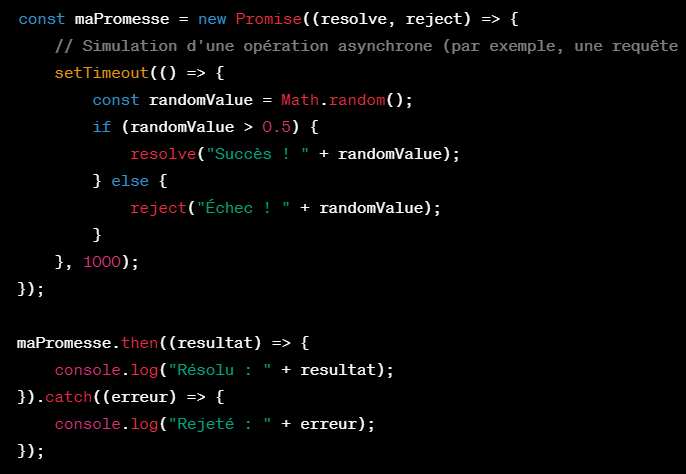 const maPromesse = new Promise((resolve, reject) => {
    // Simulation d'une opération asynchrone (par exemple, une requête
    setTimeout(() => {
        const randomValue = Math.random();
        if (randomValue > 0.5) {
            resolve("Succès ! " + randomValue);
        } else {
            reject("Échec ! " + randomValue);
        }
    }, 1000);
});

maPromesse.then((resultat) => {
    console.log("Résolu : " + resultat);
}).catch((erreur) => {
    console.log("Rejeté : " + erreur);
});